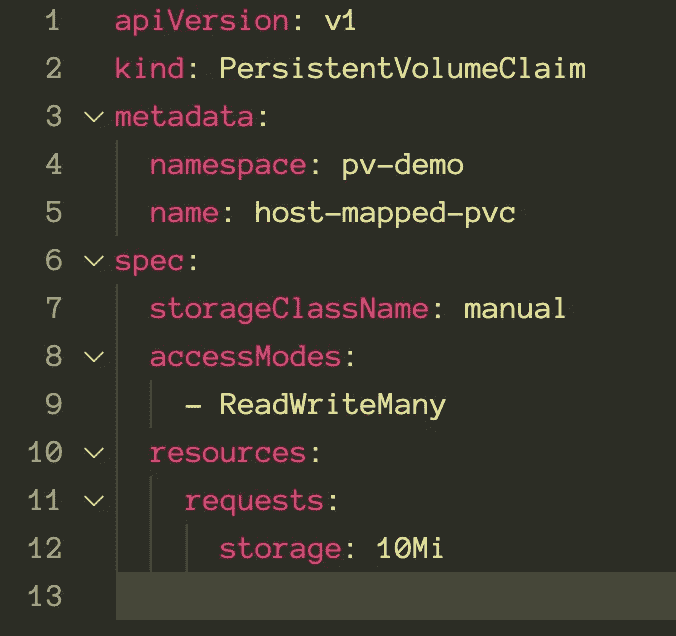 1 apiVersion: v1
2 kind: PersistentVolumeClaim
3 metadata:
4 namespace: pv-demo
5 name: host-mapped-pvc
6 spec:
7 storageClassName: manual
8 accessModes:
9 - ReadWriteMany
10 resources:
11 requests:
12 storage: 10Mi
13